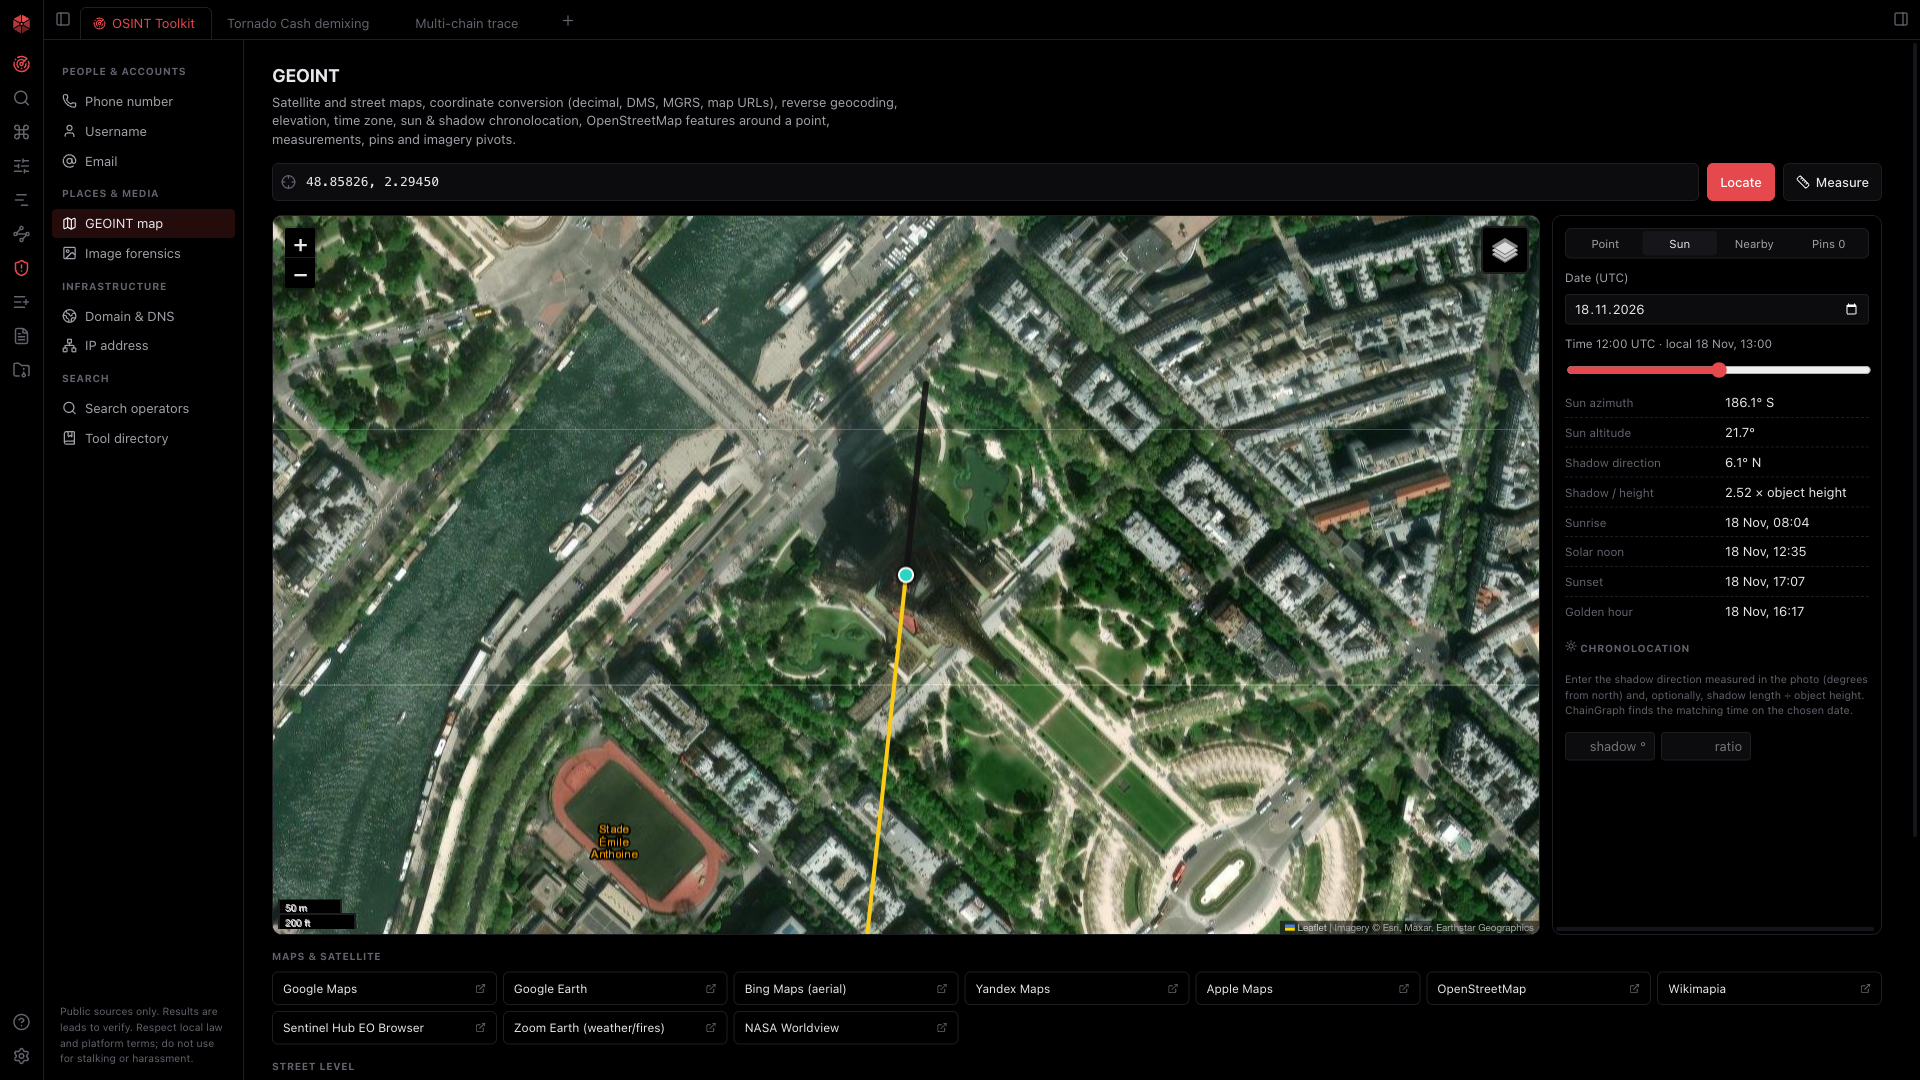 OSINT Toolkit
Tornado Cash demixing
Multi-chain trace
PEOPLE & ACCOUNTS
Phone number
Username
Email
PLACES & MEDIA
GEOINT map
Image forensics
INFRASTRUCTURE
Domain & DNS
IP address
SEARCH
Search operators
Tool directory
Public sources only. Results are
leads to verify. Respect local law
and platform terms; do not use
for stalking or harassment.
GEOINT
Satellite and street maps, coordinate conversion (decimal, DMS, MGRS, map URLs), reverse geocoding,
elevation, time zone, sun & shadow chronolocation, OpenStreetMap features around a point,
measurements, pins and imagery pivots.
48.85826, 2.29450
Locate
Measure
+
−
Stade
Émile
Anthoine
50 m
200 ft
Leaflet | Imagery © Esri, Maxar, Earthstar Geographics
Point
Sun
Nearby
Pins 0
Date (UTC)
18.11.2026
Time 12:00 UTC · local 18 Nov, 13:00
Sun azimuth 186.1° S
Sun altitude 21.7°
Shadow direction 6.1° N
Shadow / height 2.52 × object height
Sunrise 18 Nov, 08:04
Solar noon 18 Nov, 12:35
Sunset 18 Nov, 17:07
Golden hour 18 Nov, 16:17
CHRONOLOCATION
Enter the shadow direction measured in the photo (degrees
from north) and, optionally, shadow length ÷ object height.
ChainGraph finds the matching time on the chosen date.
shadow °
ratio
MAPS & SATELLITE
Google Maps
Google Earth
Bing Maps (aerial)
Yandex Maps
Apple Maps
OpenStreetMap
Wikimapia
Sentinel Hub EO Browser
Zoom Earth (weather/fires)
NASA Worldview
STREET LEVEL